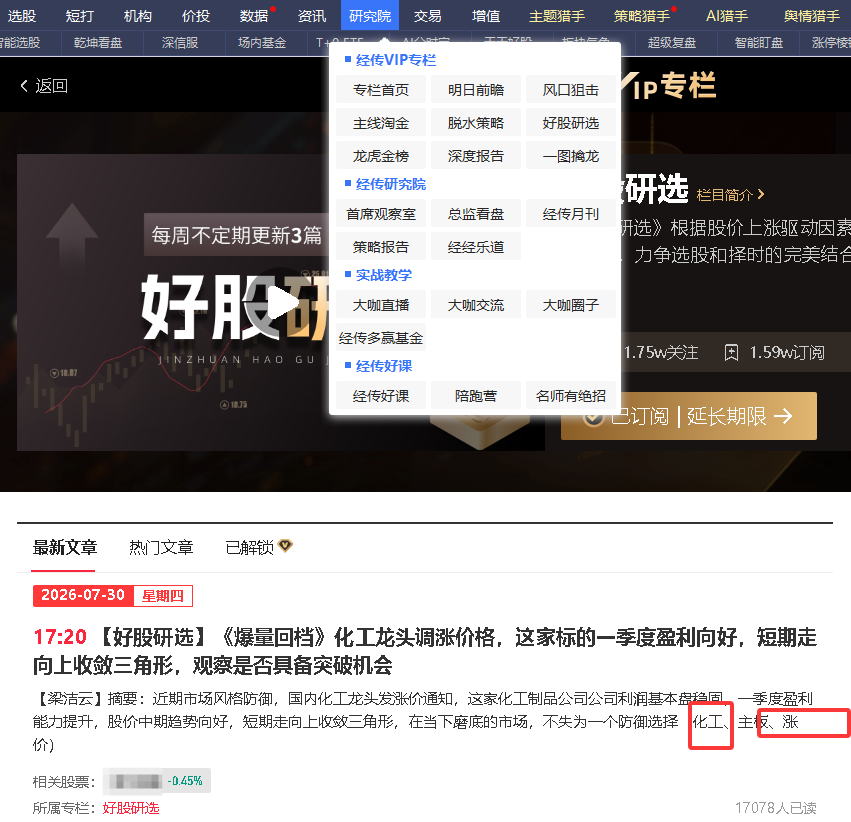 选股 短打 机构 价投 数据 资讯 研究院 交易 增值 主题猎手 策略猎手 AI猎手 舆情猎手
智能选股 乾坤看盘 深信服 场内基金 超级复盘 智能盯盘 涨停棱镜
返回
VIP专栏
经传VIP专栏
专栏首页 明日前瞻 风口狙击
主线淘金 脱水策略 好股研选
龙虎金榜 深度报告 一图擒龙
经传研究院
首席观察室 总监看盘 经传月刊
策略报告 经经乐道
实战教学
大咖直播 大咖交流 大咖圈子
经传多赢基金
经传好课
经传好课 陪跑营 名师有绝招
每周不定期更新3篇
好股研
JINZHUAN HAO GU J
10.07
10.75
研选 栏目简介
研选》根据股价上涨驱动因素
、力争选股和择时的完美结合
1.75w关注 1.59w订阅
已订阅 | 延长期限
最新文章 热门文章 已解锁
2026-07-30 星期四
17:20 【好股研选】《爆量回档》化工龙头调涨价格，这家标的一季度盈利向好，短期走
向上收敛三角形，观察是否具备突破机会
【梁洁云】摘要：近期市场风格防御，国内化工龙头发涨价通知，这家化工制品公司公司利润基本盘稳固，一季度盈利
能力提升，股价中期趋势向好，短期走向上收敛三角形，在当下磨底的市场，不失为一个防御选择 化工、主板、涨
价）
相关股票： -0.45%
所属专栏：好股研选
17078人已读